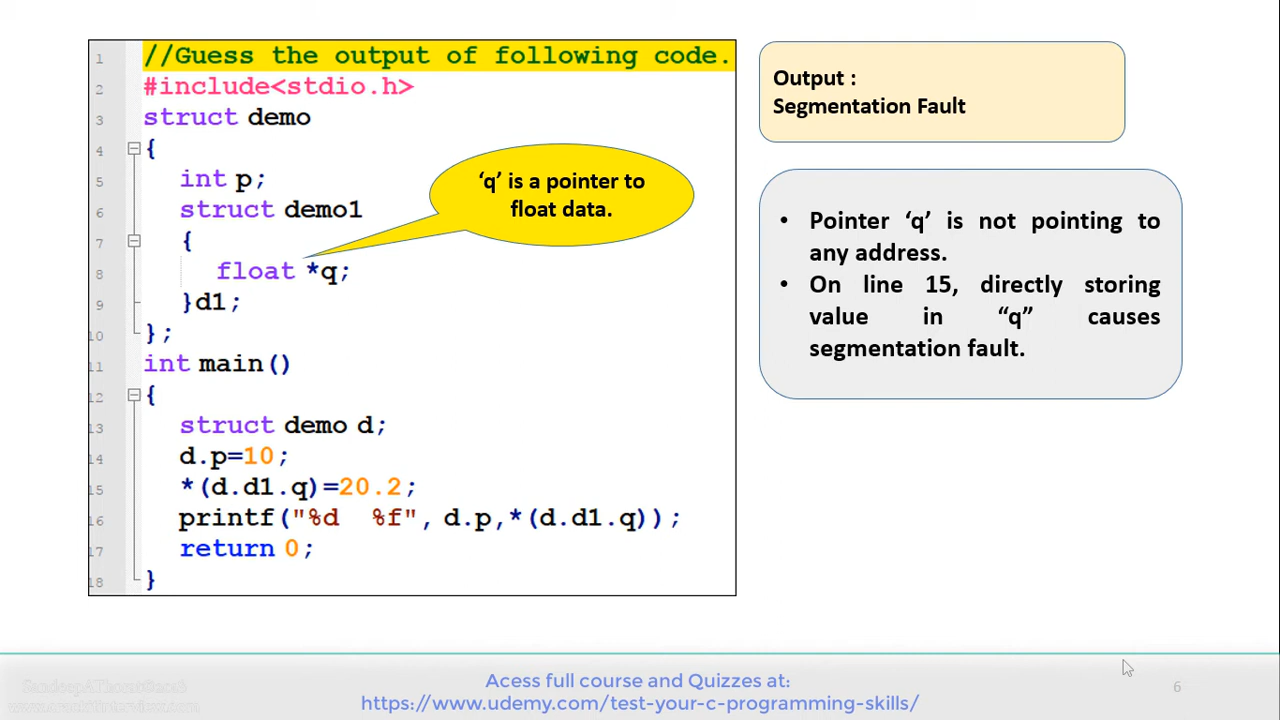 1 //Guess the output of following code.
2 #include<stdio.h>
3 struct demo
4 {
5 int p;
6 struct demo1
7 {
8 float *q;
9 }d1;
10 };
11 int main()
12 {
13 struct demo d;
14 d.p=10;
15 *(d.d1.q)=20.2;
16 printf("%d  %f", d.p,*(d.d1.q));
17 return 0;
18 }
‘q’ is a pointer to
float data.
Output :
Segmentation Fault
• Pointer ‘q’ is not pointing to
any address.
• On line 15, directly storing
value in “q” causes
segmentation fault.
Acess full course and Quizzes at:
https://www.udemy.com/test-your-c-programming-skills/
6